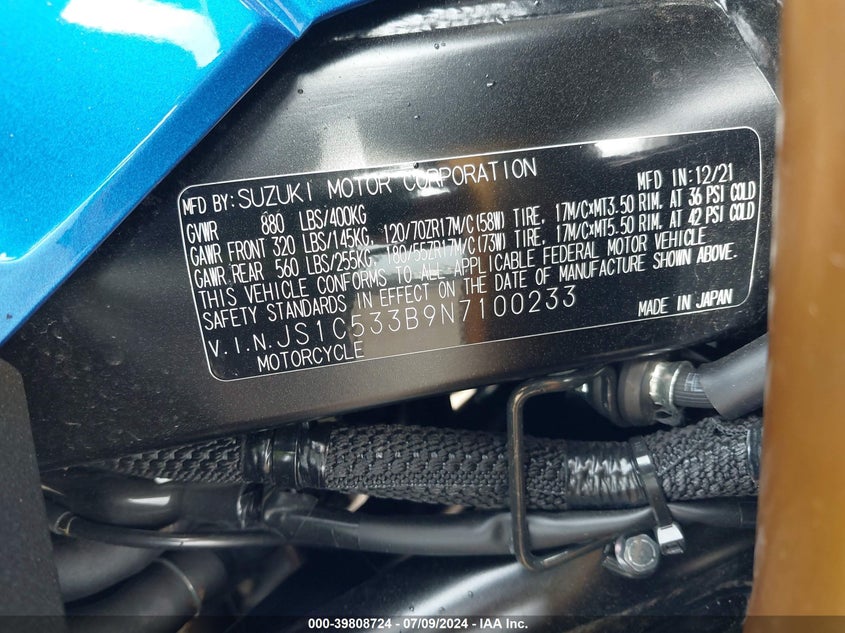 MFD BY: SUZUKI MOTOR CORPORATION MFD IN: 12/21
GVWR 880 LBS/400KG
GAWR FRONT 320 LBS/145KG, 120/70ZR17M/C(58W) TIRE, 17M/C×MT3.50 RIM, AT 36 PSI COLD
GAWR REAR 560 LBS/255KG, 180/55ZR17M/C(73W) TIRE, 17M/C×MT5.50 RIM, AT 42 PSI COLD
THIS VEHICLE CONFORMS TO ALL APPLICABLE FEDERAL MOTOR VEHICLE
SAFETY STANDARDS IN EFFECT ON THE DATE OF MANUFACTURE SHOWN ABOVE.
V.I.N. JS1C533B9N7100233
MOTORCYCLE MADE IN JAPAN
000-39808724 - 07/09/2024 - IAA Inc.